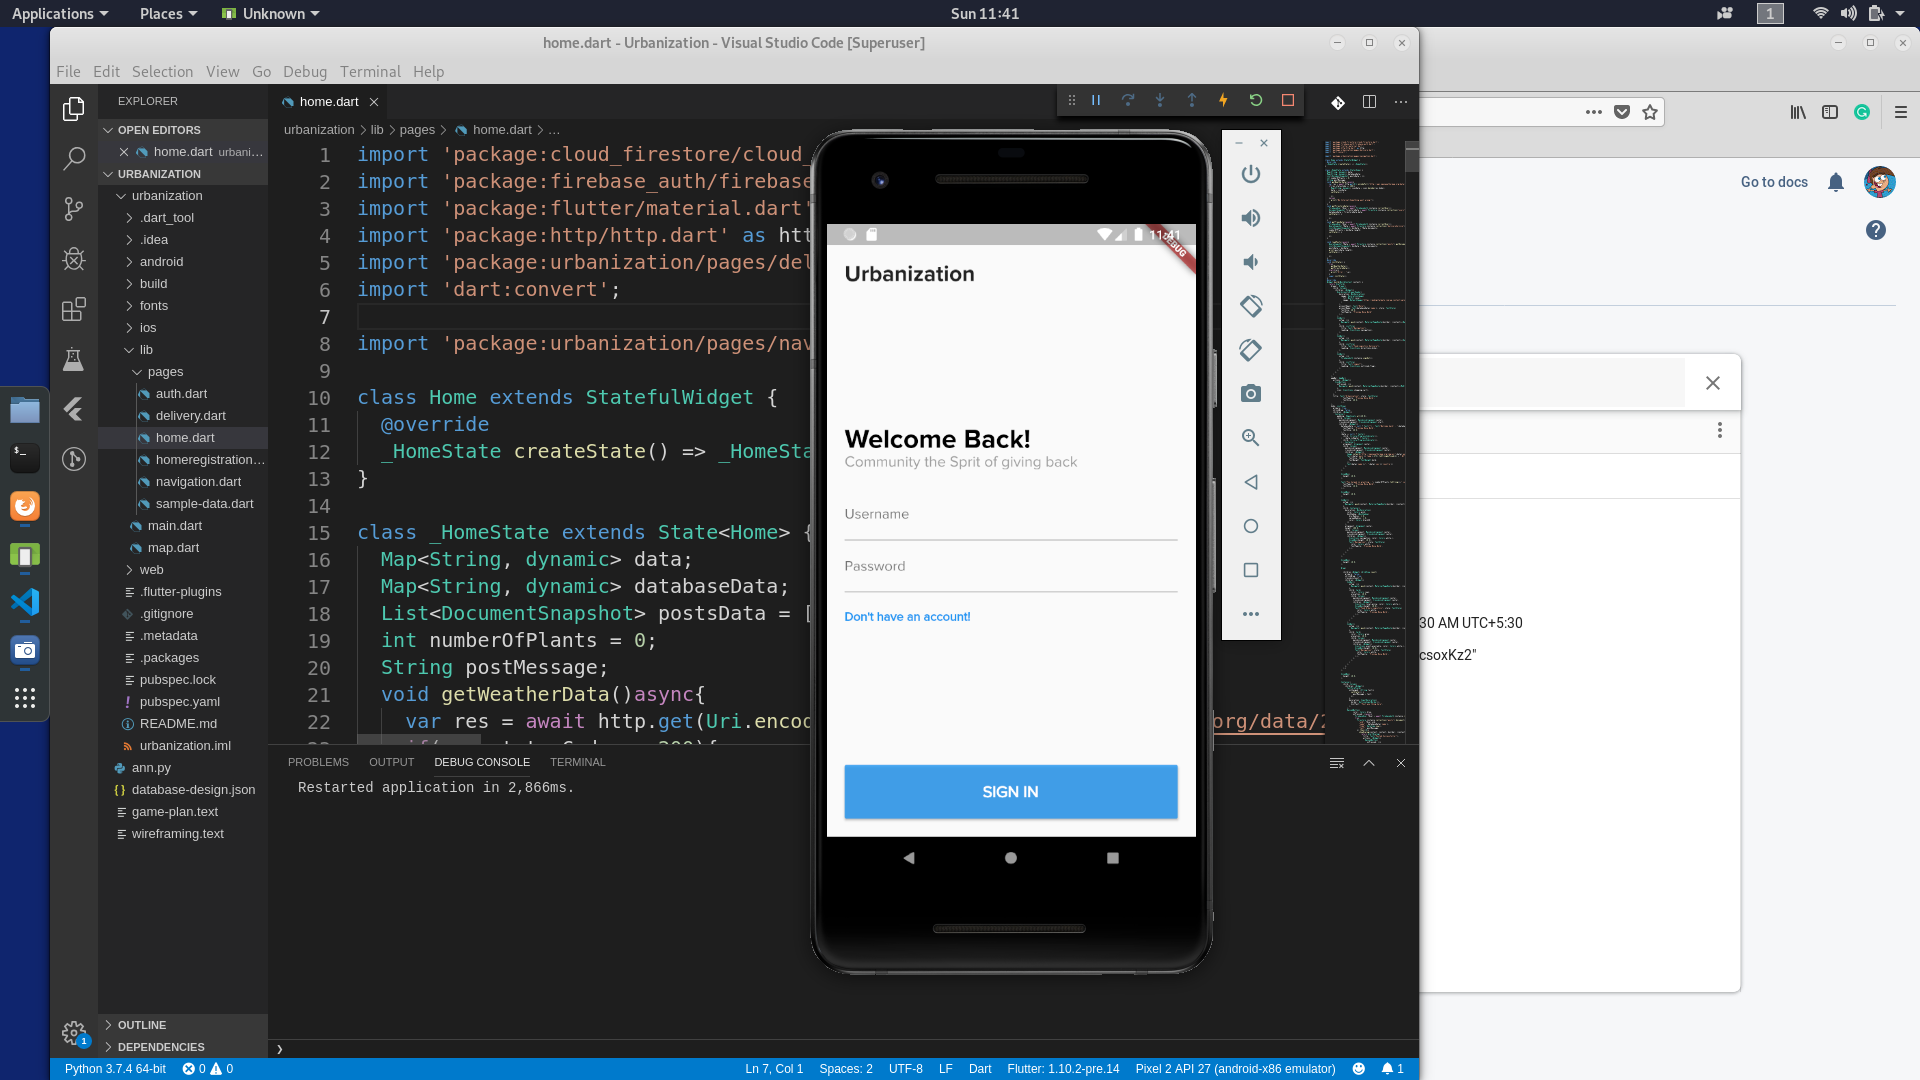 Applications
Places
Unknown
Sun 11:41
1
home.dart - Urbanization - Visual Studio Code [Superuser]
File Edit Selection View Go Debug Terminal Help
EXPLORER
OPEN EDITORS
home.dart urbani...
URBANIZATION
urbanization
.dart_tool
.idea
android
build
fonts
ios
lib
pages
auth.dart
delivery.dart
home.dart
homeregistration...
navigation.dart
sample-data.dart
main.dart
map.dart
web
.flutter-plugins
.gitignore
.metadata
.packages
pubspec.lock
pubspec.yaml
README.md
urbanization.iml
ann.py
database-design.json
game-plan.text
wireframing.text
OUTLINE
DEPENDENCIES
1
home.dart
urbanization > lib > pages > home.dart > ...
1 import 'package:cloud_firestore/cloud_
2 import 'package:firebase_auth/firebase
3 import 'package:flutter/material.dart'
4 import 'package:http/http.dart' as htt
5 import 'package:urbanization/pages/del
6 import 'dart:convert';
7
8 import 'package:urbanization/pages/nav
9
10 class Home extends StatefulWidget {
11 @override
12 _HomeState createState() => _HomeSta
13 }
14
15 class _HomeState extends State<Home> {
16 Map<String, dynamic> data;
17 Map<String, dynamic> databaseData;
18 List<DocumentSnapshot> postsData = [
19 int numberOfPlants = 0;
20 String postMessage;
21 void getWeatherData()async{
22 var res = await http.get(Uri.enco org/data/2
PROBLEMS OUTPUT DEBUG CONSOLE TERMINAL
Restarted application in 2,866ms.
11:41
Urbanization
Welcome Back!
Community the Sprit of giving back
Username
Password
Don't have an account!
SIGN IN
Go to docs
30 AM UTC+5:30
csoxKz2"
Python 3.7.4 64-bit
0
0
Ln 7, Col 1
Spaces: 2
UTF-8
LF
Dart
Flutter: 1.10.2-pre.14
Pixel 2 API 27 (android-x86 emulator)
1